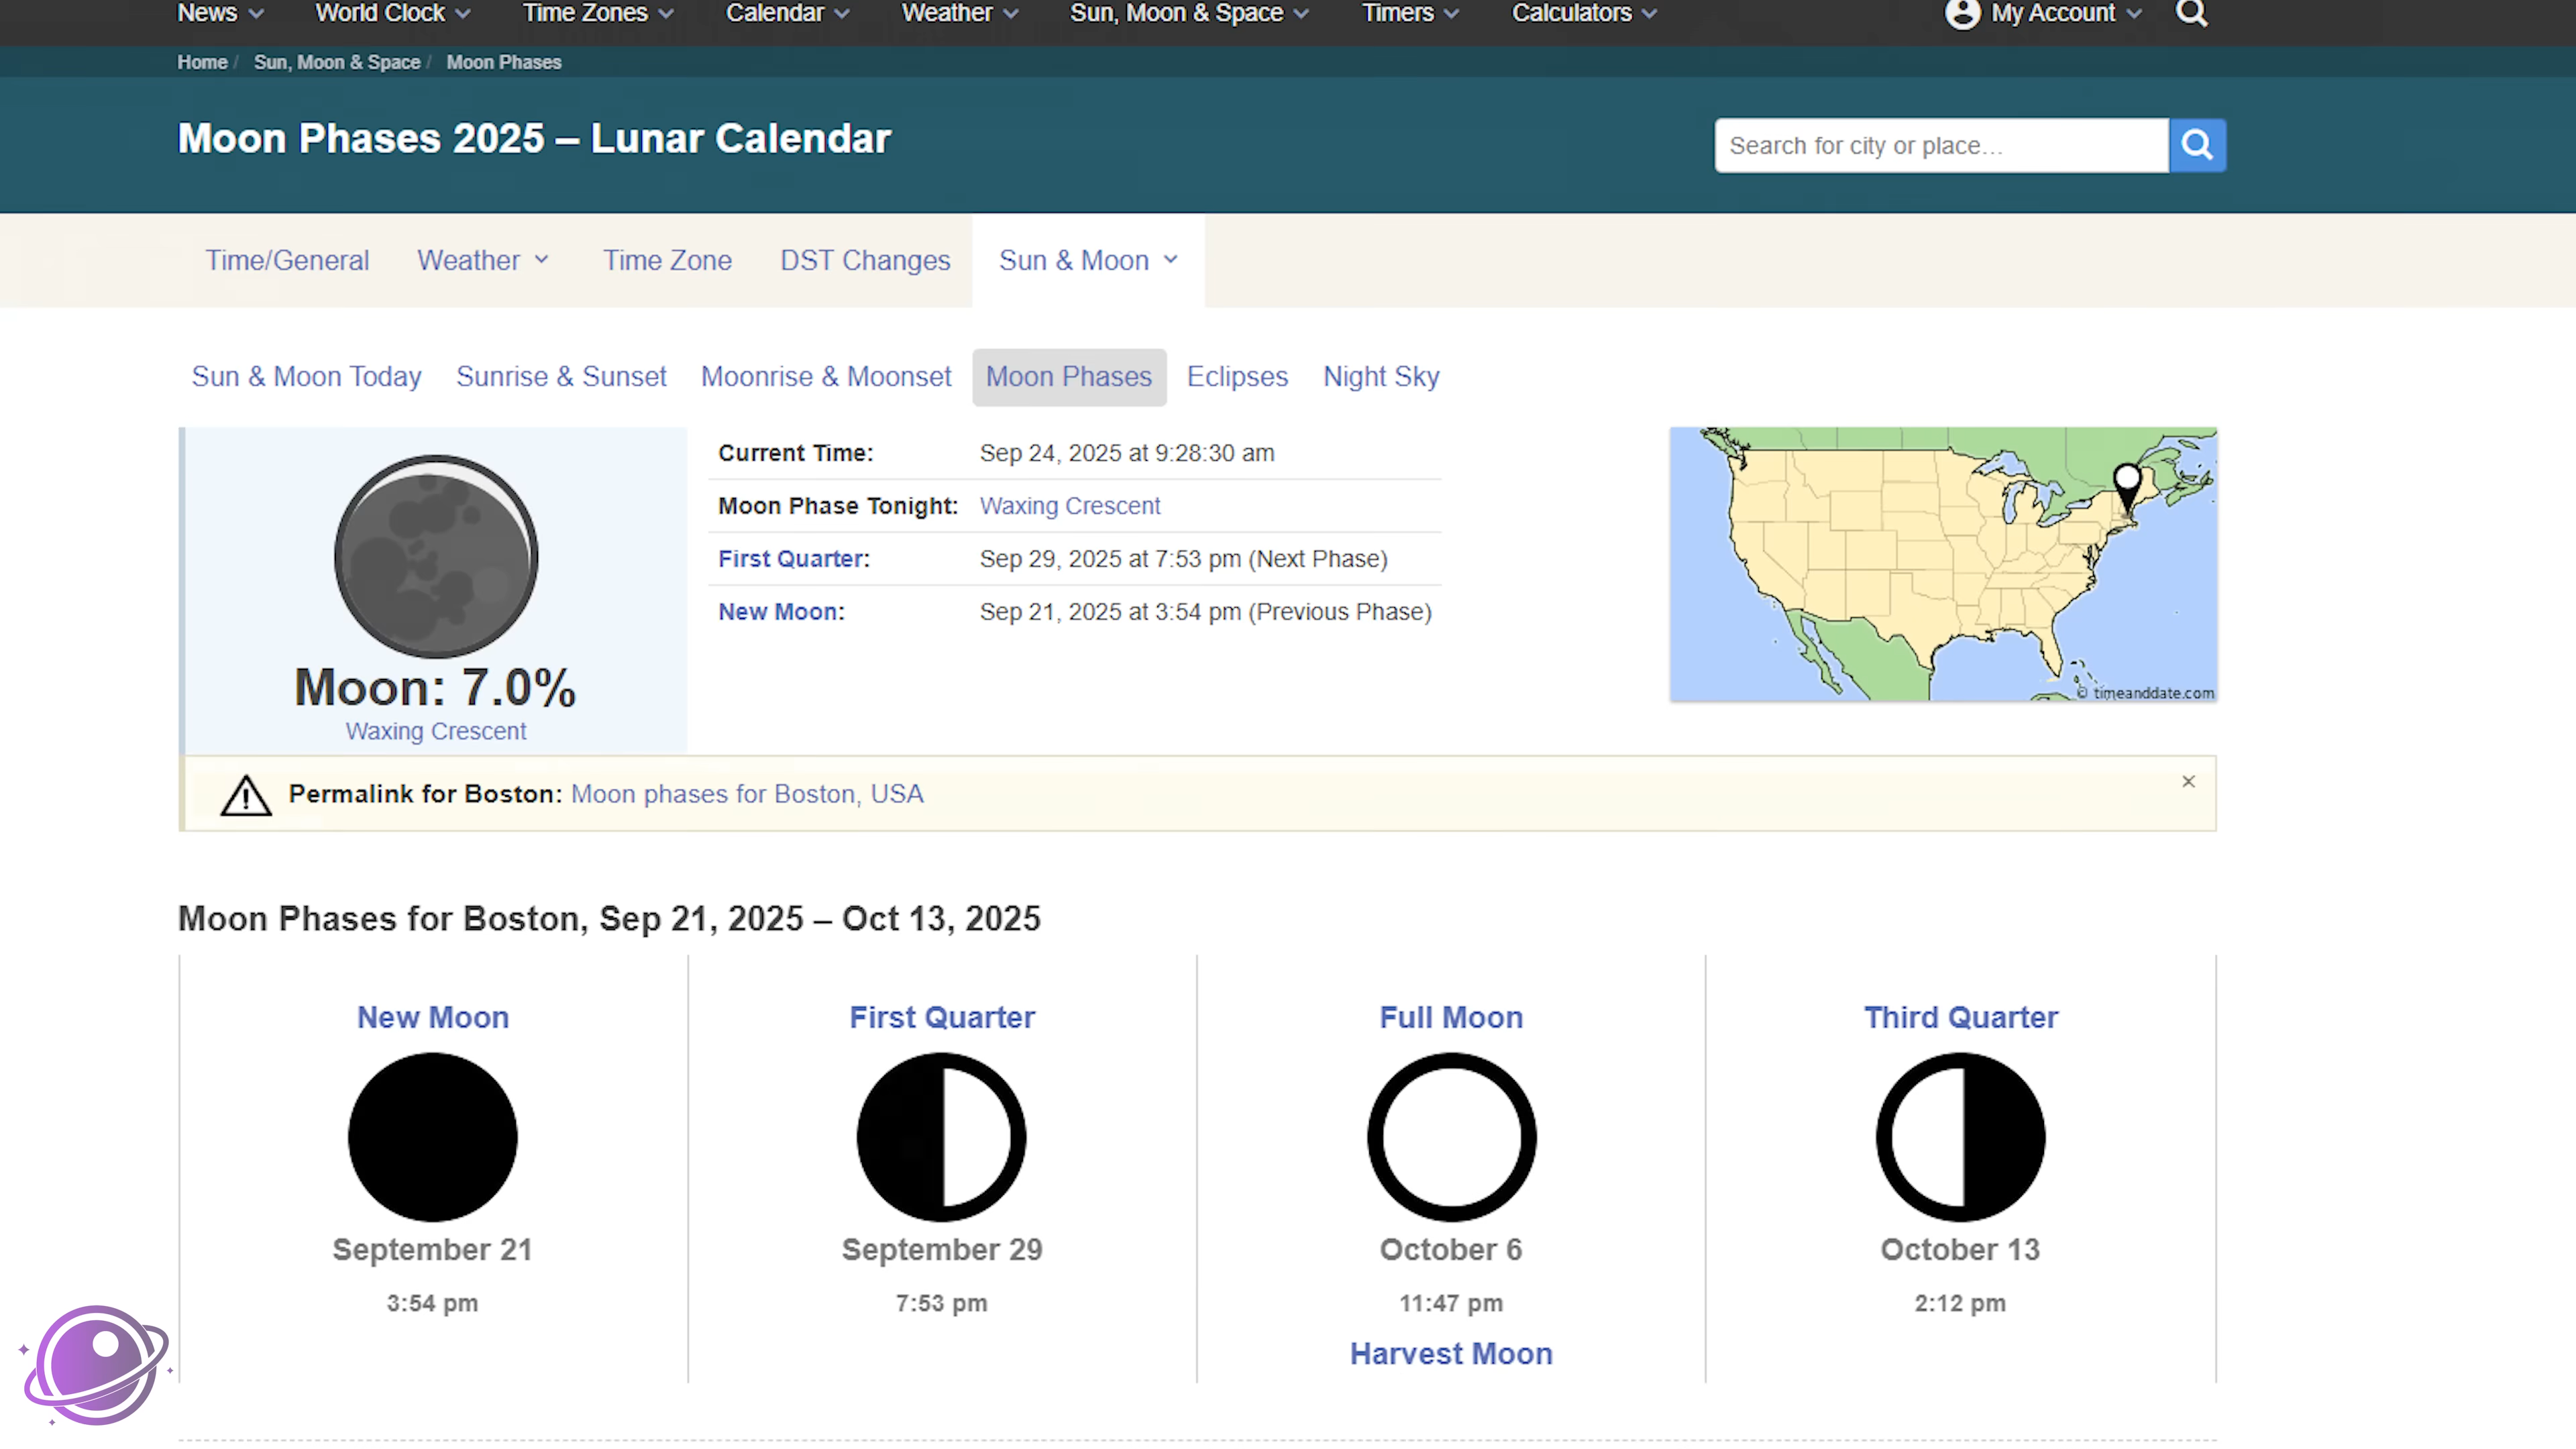 News World Clock Time Zones Calendar Weather Sun, Moon & Space Timers Calculators My Account
Home / Sun, Moon & Space / Moon Phases
Moon Phases 2025 – Lunar Calendar
Search for city or place…
Time/General Weather Time Zone DST Changes Sun & Moon
Sun & Moon Today Sunrise & Sunset Moonrise & Moonset Moon Phases Eclipses Night Sky
Current Time: Sep 24, 2025 at 9:28:30 am
Moon Phase Tonight: Waxing Crescent
First Quarter: Sep 29, 2025 at 7:53 pm (Next Phase)
New Moon: Sep 21, 2025 at 3:54 pm (Previous Phase)
Moon: 7.0%
Waxing Crescent
© timeanddate.com
Permalink for Boston: Moon phases for Boston, USA
×
Moon Phases for Boston, Sep 21, 2025 – Oct 13, 2025
New Moon
September 21
3:54 pm
First Quarter
September 29
7:53 pm
Full Moon
October 6
11:47 pm
Harvest Moon
Third Quarter
October 13
2:12 pm